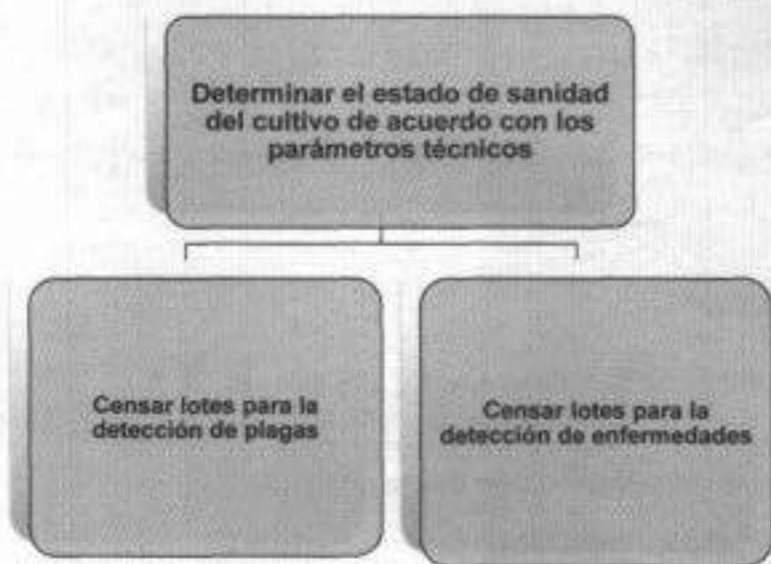 Determinar el estado de sanidad
del cultivo de acuerdo con los
parámetros técnicos
Censar lotes para la
detección de plagas
Censar lotes para la
detección de enfermedades